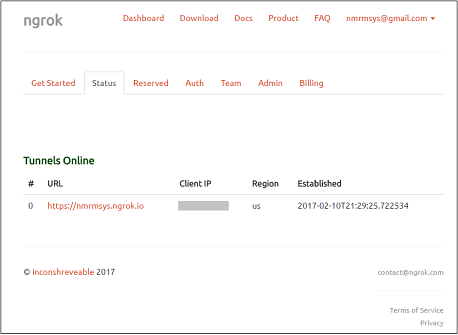 ngrok Dashboard Download Docs Product FAQ nmrmsys@gmail.com
Get Started Status Reserved Auth Team Admin Billing
Tunnels Online
# URL Client IP Region Established
0 https://nmrmsys.ngrok.io us 2017-02-10T21:29:25.722534
© inconshreveable 2017 contact@ngrok.com
Terms of Service
Privacy